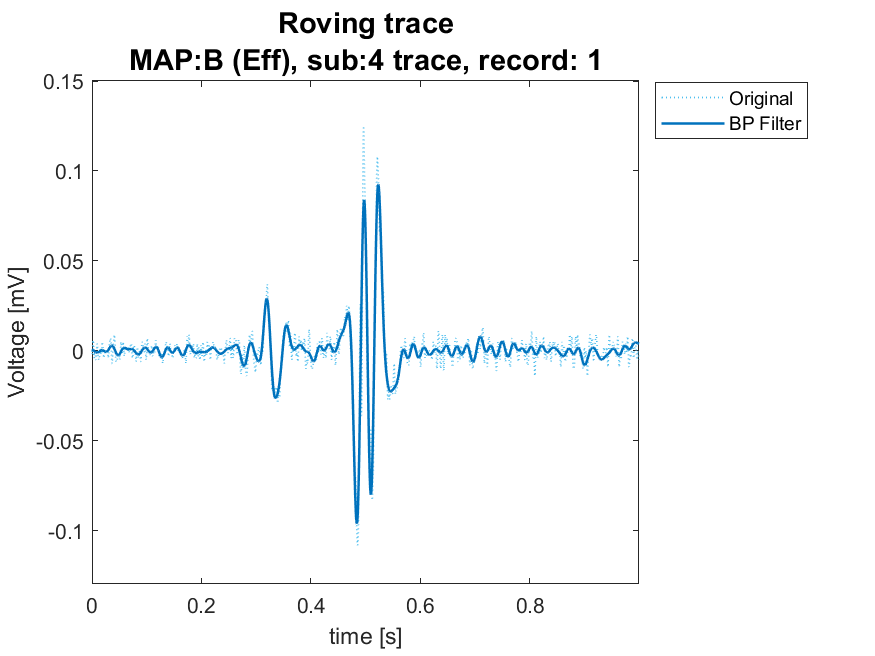 Roving trace
MAP:B (Eff), sub:4 trace, record: 1
Original
BP Filter
0.15
0.1
0.05
0
-0.05
-0.1
Voltage [mV]
0 0.2 0.4 0.6 0.8
time [s]